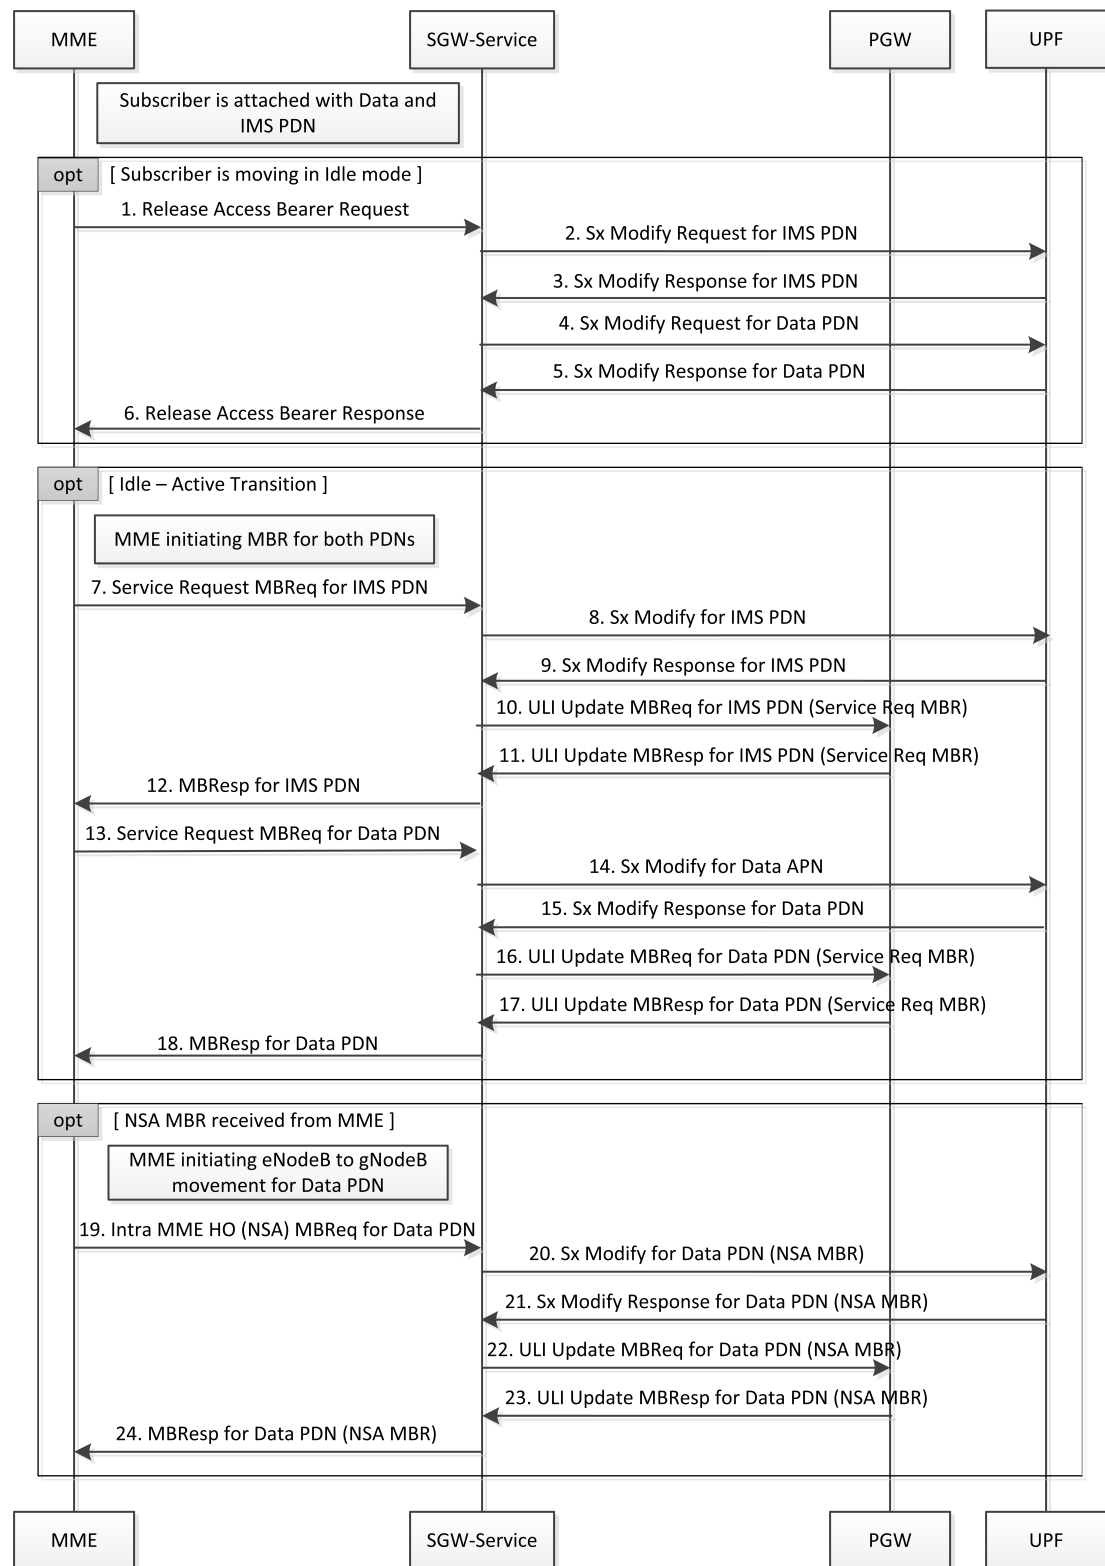 MME
SGW-Service
PGW
UPF
Subscriber is attached with Data and
IMS PDN
opt
[ Subscriber is moving in Idle mode ]
1. Release Access Bearer Request
2. Sx Modify Request for IMS PDN
3. Sx Modify Response for IMS PDN
4. Sx Modify Request for Data PDN
5. Sx Modify Response for Data PDN
6. Release Access Bearer Response
opt
[ Idle – Active Transition ]
MME initiating MBR for both PDNs
7. Service Request MBReq for IMS PDN
8. Sx Modify for IMS PDN
9. Sx Modify Response for IMS PDN
10. ULI Update MBReq for IMS PDN (Service Req MBR)
11. ULI Update MBResp for IMS PDN (Service Req MBR)
12. MBResp for IMS PDN
13. Service Request MBReq for Data PDN
14. Sx Modify for Data APN
15. Sx Modify Response for Data PDN
16. ULI Update MBReq for Data PDN (Service Req MBR)
17. ULI Update MBResp for Data PDN (Service Req MBR)
18. MBResp for Data PDN
opt
[ NSA MBR received from MME ]
MME initiating eNodeB to gNodeB
movement for Data PDN
19. Intra MME HO (NSA) MBReq for Data PDN
20. Sx Modify for Data PDN (NSA MBR)
21. Sx Modify Response for Data PDN (NSA MBR)
22. ULI Update MBReq for Data PDN (NSA MBR)
23. ULI Update MBResp for Data PDN (NSA MBR)
24. MBResp for Data PDN (NSA MBR)
MME
SGW-Service
PGW
UPF